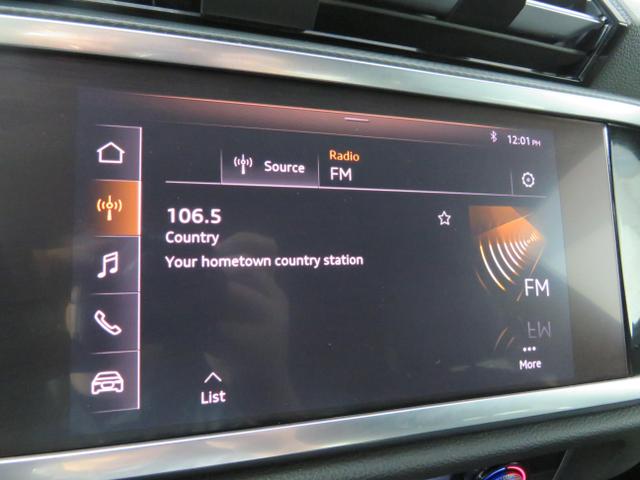 12:01 PM
Radio
Source
FM
106.5
Country
Your hometown country station
FM
FM
More
List